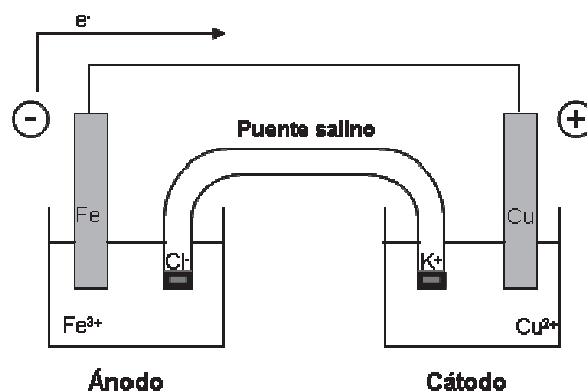 e-
-
+
Puente salino
Fe
Cu
Cl-
K+
Fe3+
Cu2+
Ánodo
Cátodo